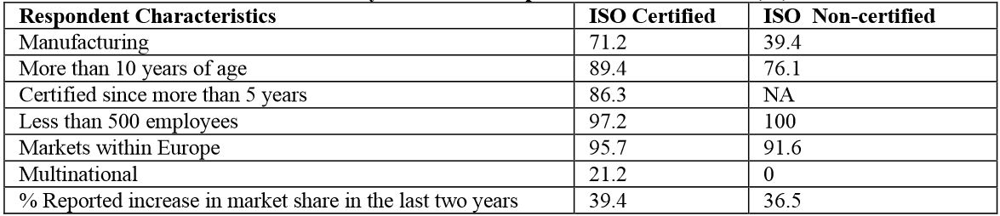 Respondent Characteristics ISO Certified ISO Non-certified
Manufacturing 71.2 39.4
More than 10 years of age 89.4 76.1
Certified since more than 5 years 86.3 NA
Less than 500 employees 97.2 100
Markets within Europe 95.7 91.6
Multinational 21.2 0
% Reported increase in market share in the last two years 39.4 36.5